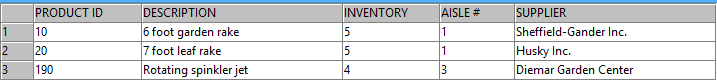 PRODUCT ID DESCRIPTION INVENTORY AISLE # SUPPLIER
1 10 6 foot garden rake 5 1 Sheffield-Gander Inc.
2 20 7 foot leaf rake 5 1 Husky Inc.
3 190 Rotating spinkler jet 4 3 Diemar Garden Center